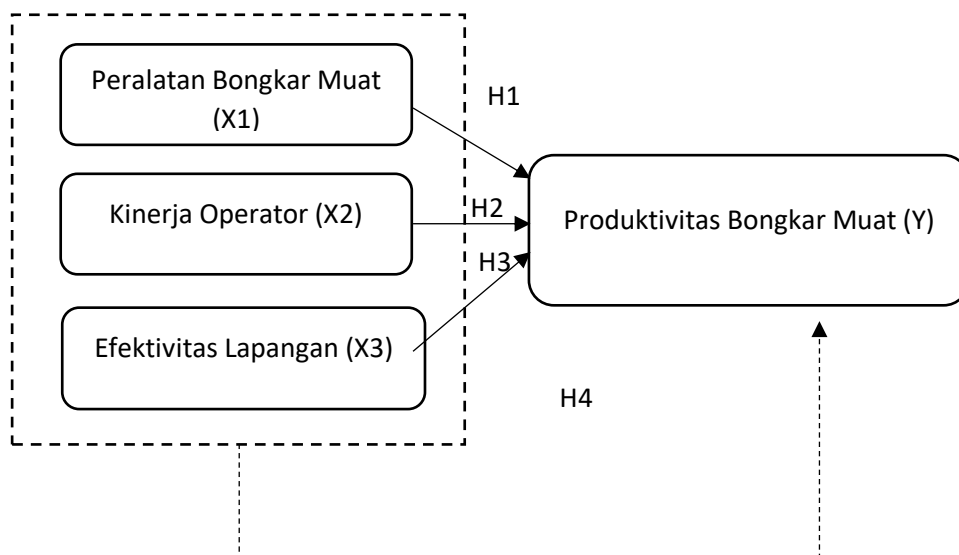 Peralatan Bongkar Muat
(X1)
H1
Kinerja Operator (X2)
H2
Produktivitas Bongkar Muat (Y)
H3
Efektivitas Lapangan (X3)
H4